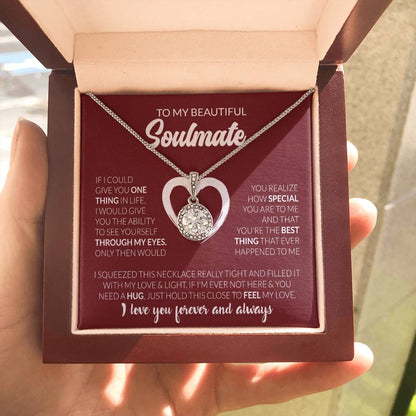 TO MY BEAUTIFUL
Soulmate
IF I COULD
GIVE YOU ONE
THING IN LIFE,
I WOULD GIVE
YOU THE ABILITY
TO SEE YOURSELF
THROUGH MY EYES.
ONLY THEN WOULD
YOU REALIZE
HOW SPECIAL
YOU ARE TO ME
AND THAT
YOU'RE THE BEST
THING THAT EVER
HAPPENED TO ME
I SQUEEZED THIS NECKLACE REALLY TIGHT AND FILLED IT
WITH MY LOVE & LIGHT. IF I'M EVER NOT HERE & YOU
NEED A HUG, JUST HOLD THIS CLOSE TO FEEL MY LOVE.
I love you forever and always